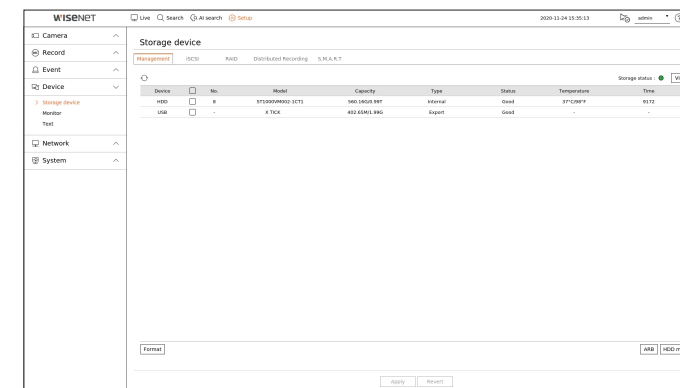 WISENET
Live Search AI search Setup 2020-11-24 15:35:13 admin
Camera
Record
Event
Device
Storage device
Monitor
Text
Network
System
Storage device
Management iSCSI RAID Distributed Recording S.M.A.R.T
Storage status :
Device No. Model Capacity Type Status Temperature Time
HDD 8 ST1000VM002-1CT1 560.16G/0.99T Internal Good 37°C/98°F 9172
USB - X TICK 402.65M/1.99G Export Good - -
Format ARB HDD m
Apply Revert